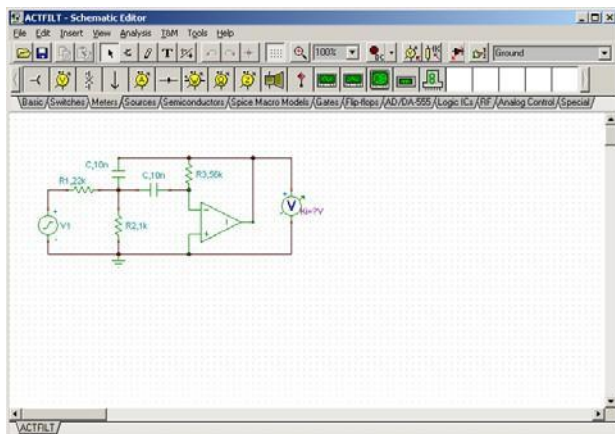 ACTFILT - Schematic Editor
File Edit Insert View Analysis T&M Tools Help
100%
Ground
Basic Switches Meters Sources Semiconductors Spice Macro Models Gates Flip-flops AD/DA-555 Logic ICs RF Analog Control Special
C,10n
C,10n
R3,56k
R1,22k
V
V1
R2,1k
ACTFILT